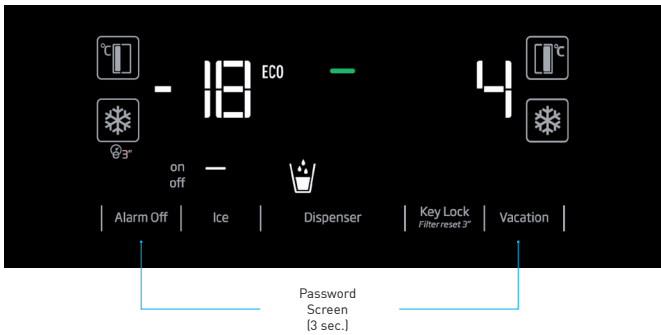 °C
-18 ECO
4
°C
3"
on
off
Alarm Off
Ice
Dispenser
Key Lock
Filter reset 3"
Vacation
Password
Screen
(3 sec.)